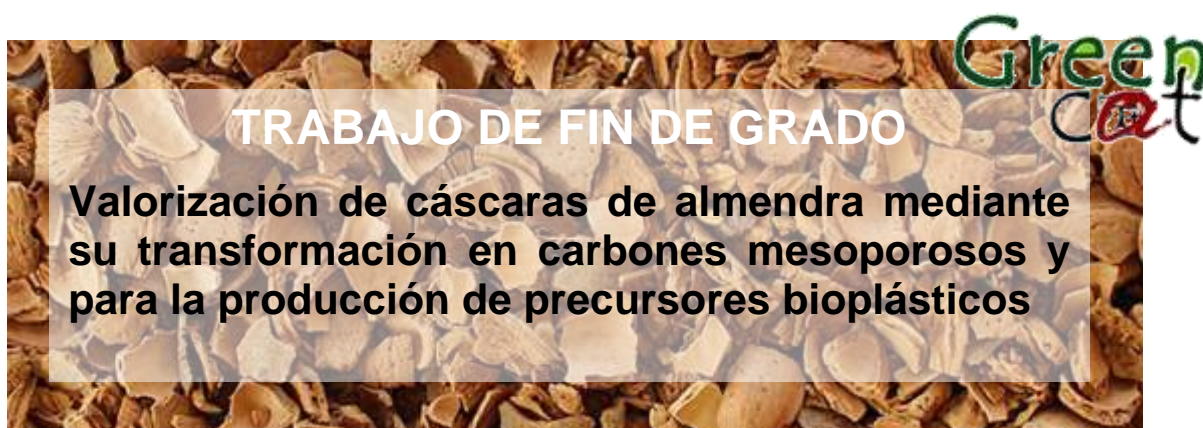 Green
c@t
TRABAJO DE FIN DE GRADO
Valorización de cáscaras de almendra mediante
su transformación en carbones mesoporosos y
para la producción de precursores bioplásticos